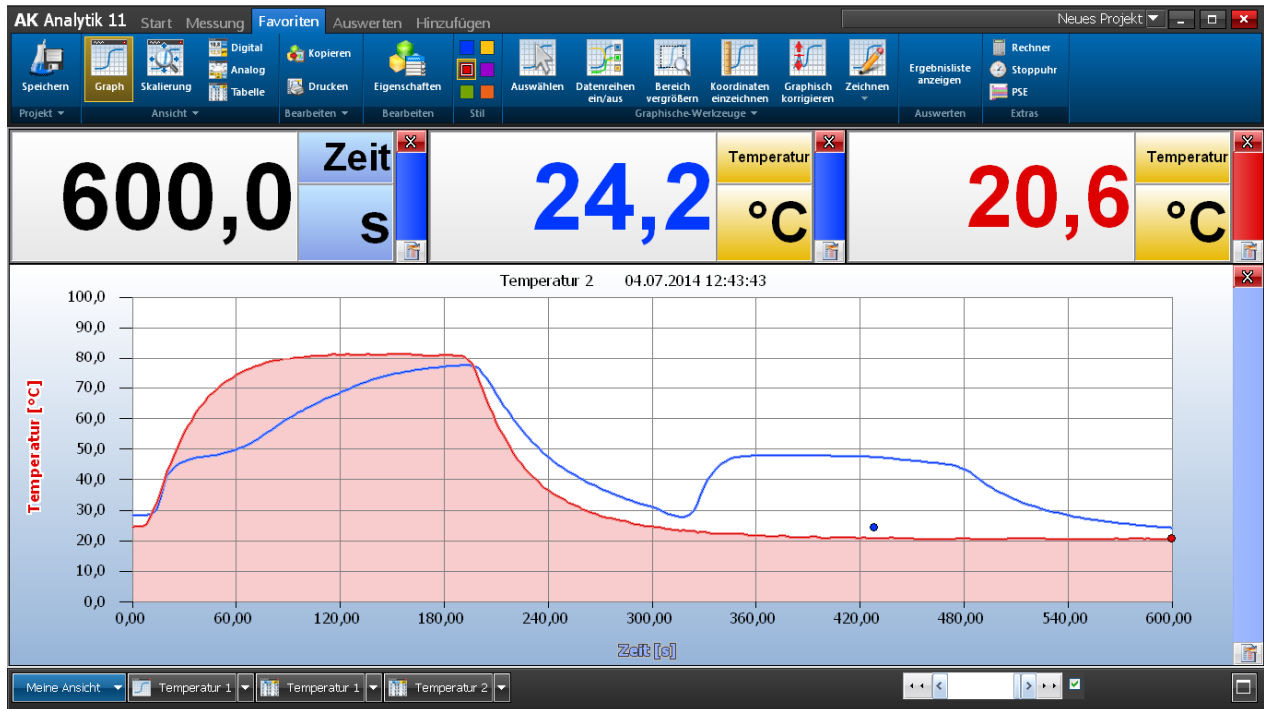 AK Analytik 11 Start Messung Favoriten Auswerten Hinzufügen Neues Projekt
Speichern
Graph
Skalierung
Digital
Analog
Tabelle
Kopieren
Drucken
Eigenschaften
Auswählen
Datenreihen
ein/aus
Bereich
vergrößern
Koordinaten
einzeichnen
Graphisch
korrigieren
Zeichnen
Ergebnisliste
anzeigen
Rechner
Stoppuhr
PSE
Projekt Ansicht Bearbeiten Bearbeiten Stil Graphische-Werkzeuge Auswerten Extras
600,0 Zeit
s
24,2 Temperatur
°C
20,6 Temperatur
°C
Temperatur 2 04.07.2014 12:43:43
Temperatur [°C]
100,0
90,0
80,0
70,0
60,0
50,0
40,0
30,0
20,0
10,0
0,0
0,00 60,00 120,00 180,00 240,00 300,00 360,00 420,00 480,00 540,00 600,00
Zeit [s]
Meine Ansicht Temperatur 1 Temperatur 1 Temperatur 2